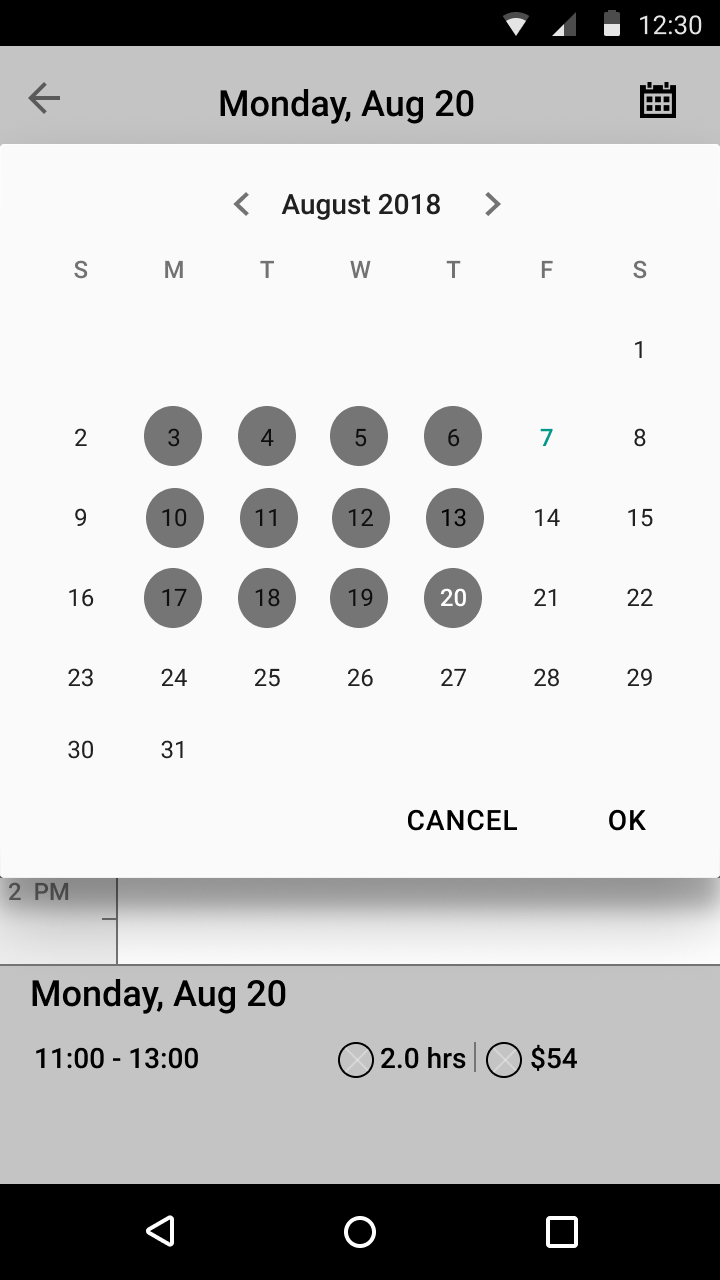 12:30
Monday, Aug 20
August 2018
S M T W T F S
1
2 3 4 5 6 7 8
9 10 11 12 13 14 15
16 17 18 19 20 21 22
23 24 25 26 27 28 29
30 31
CANCEL OK
2 PM
Monday, Aug 20
11:00 - 13:00 2.0 hrs $54